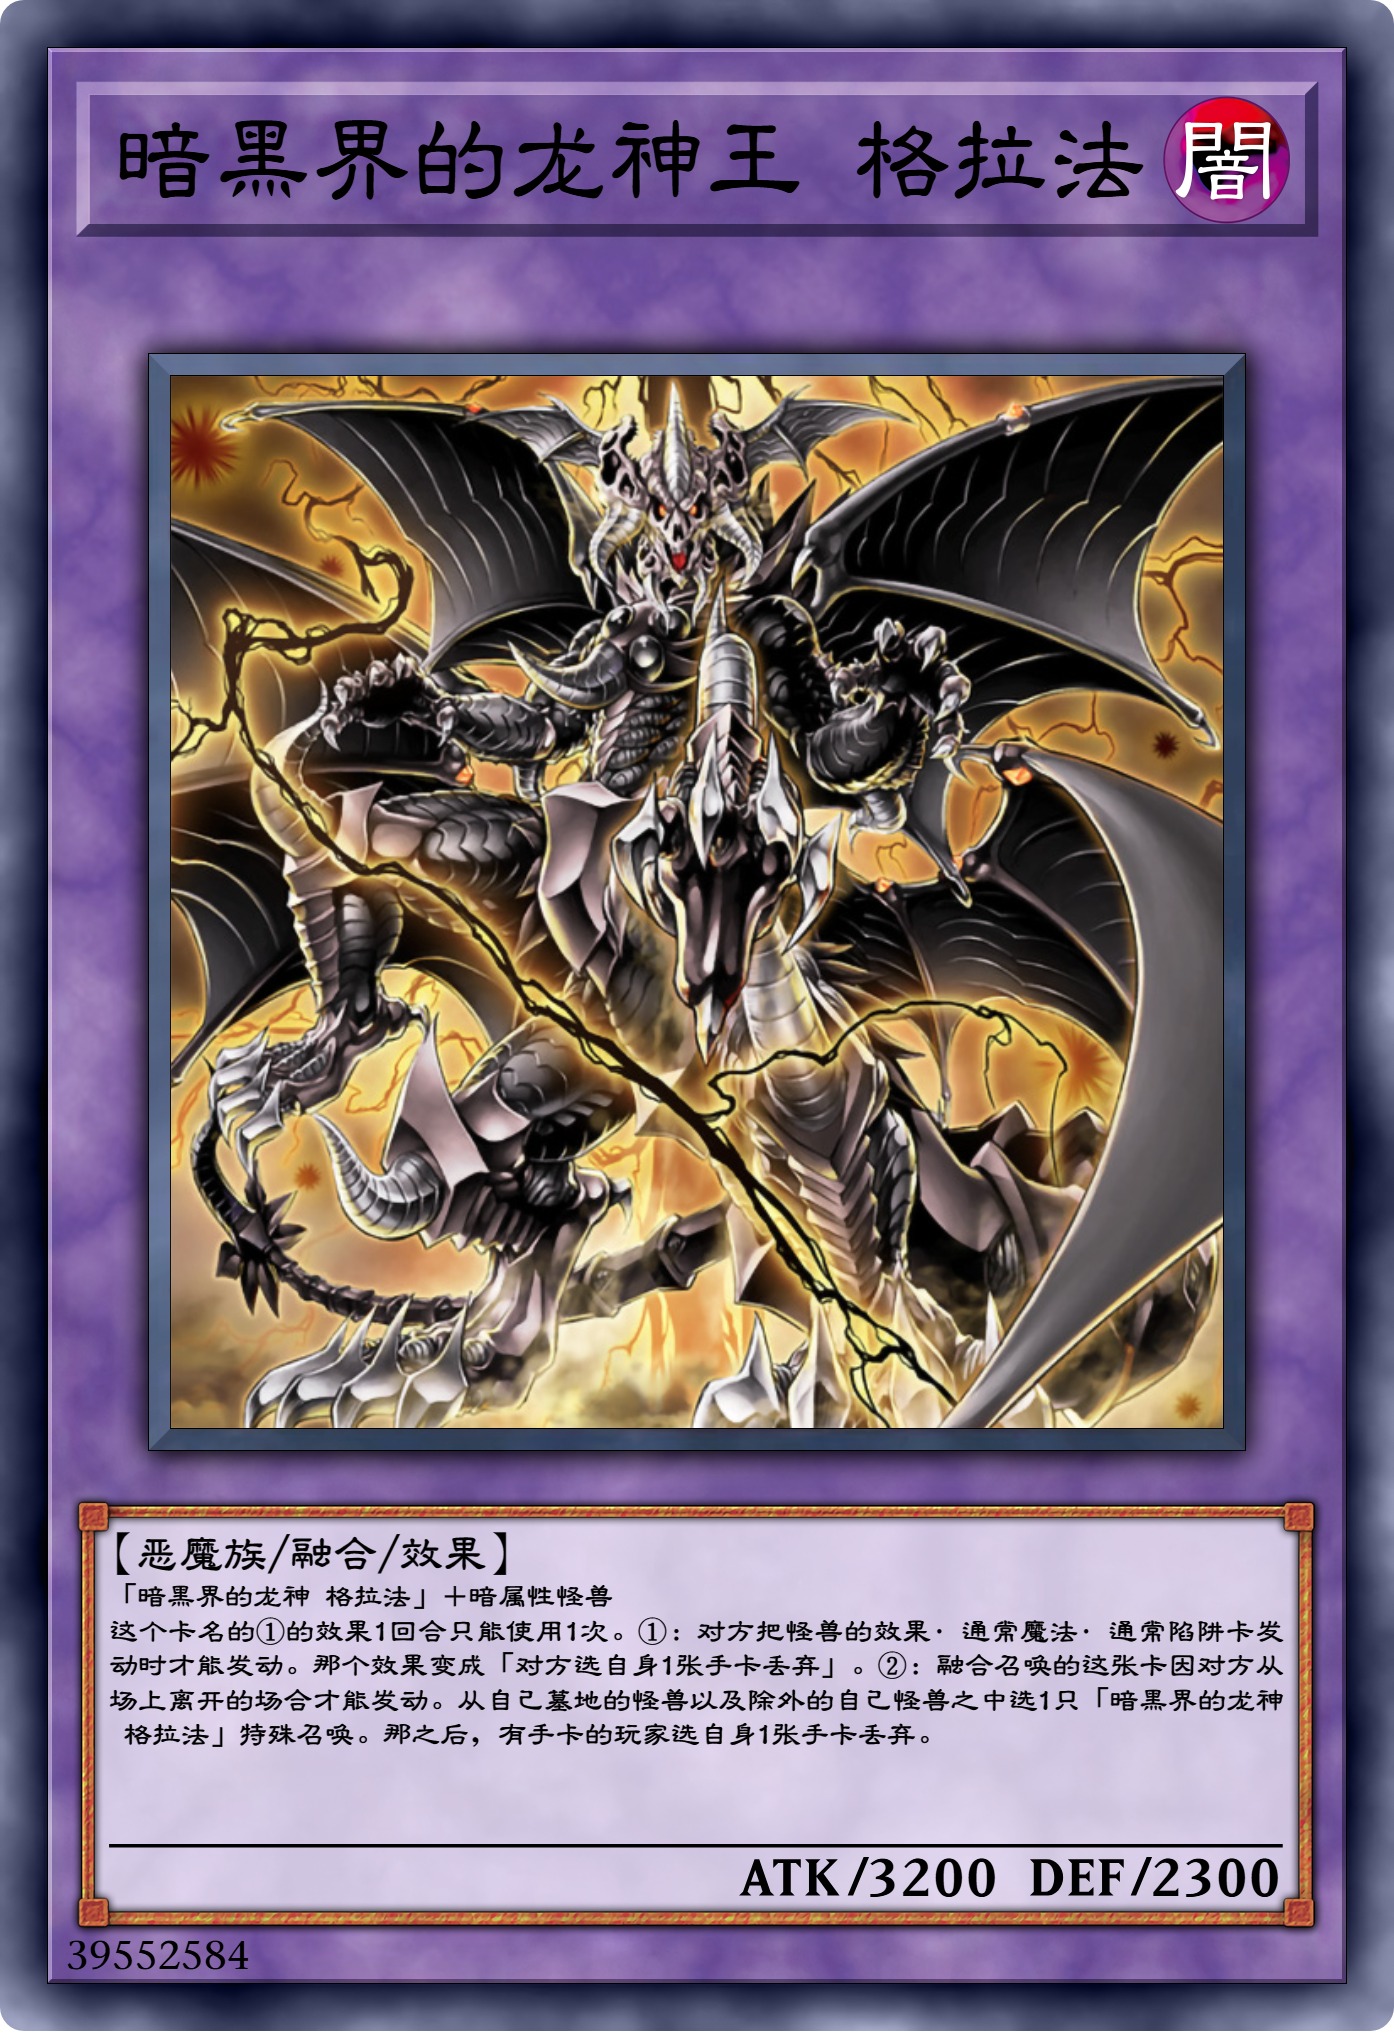 暗黑界的龙神王 格拉法 闇
【恶魔族/融合/效果】
「暗黑界的龙神 格拉法」＋暗属性怪兽
这个卡名的①的效果1回合只能使用1次。①：对方把怪兽的效果·通常魔法·通常陷阱卡发
动时才能发动。那个效果变成「对方选自身1张手卡丢弃」。②：融合召唤的这张卡因对方从
场上离开的场合才能发动。从自己墓地的怪兽以及除外的自己怪兽之中选1只「暗黑界的龙神
格拉法」特殊召唤。那之后，有手卡的玩家选自身1张手卡丢弃。
ATK/3200 DEF/2300
39552584